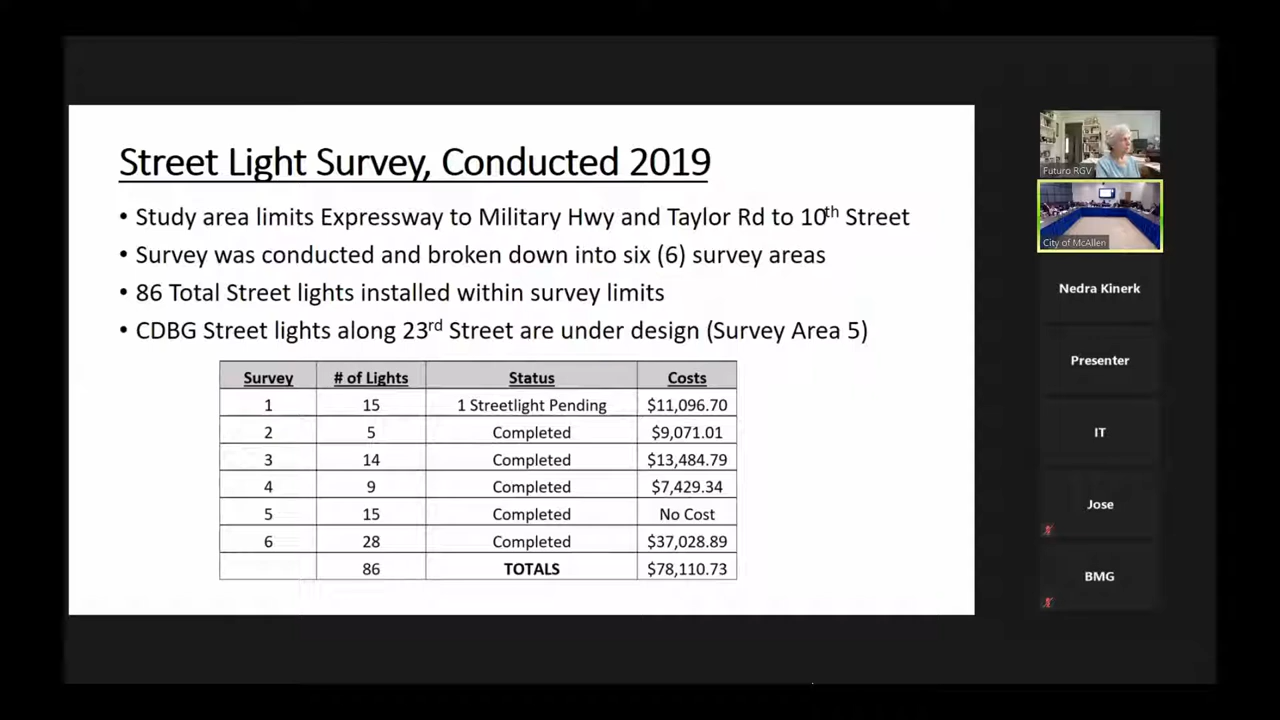 Street Light Survey, Conducted 2019
• Study area limits Expressway to Military Hwy and Taylor Rd to 10th Street
• Survey was conducted and broken down into six (6) survey areas
• 86 Total Street lights installed within survey limits
• CDBG Street lights along 23rd Street are under design (Survey Area 5)
Survey # of Lights Status Costs
1 15 1 Streetlight Pending $11,096.70
2 5 Completed $9,071.01
3 14 Completed $13,484.79
4 9 Completed $7,429.34
5 15 Completed No Cost
6 28 Completed $37,028.89
86 TOTALS $78,110.73
Futuro RGV
City of McAllen
Nedra Kinerk
Presenter
IT
Jose
BMG